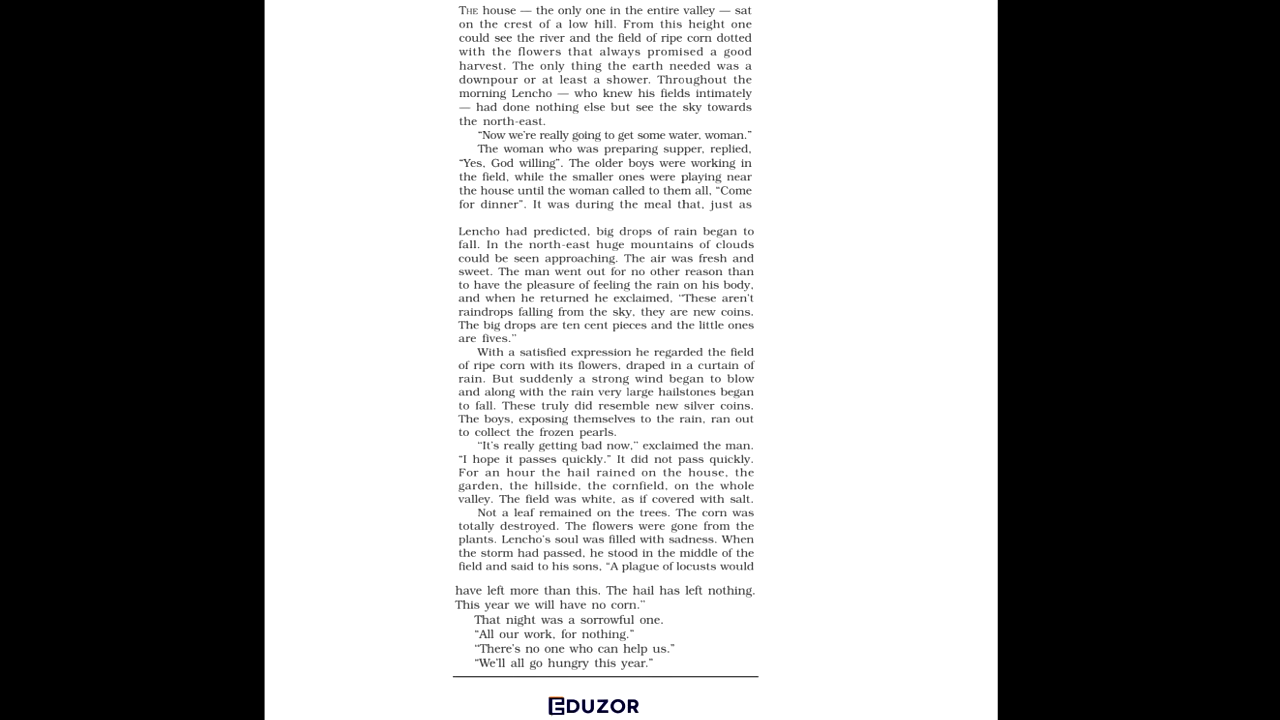 THE house — the only one in the entire valley — sat
on the crest of a low hill. From this height one
could see the river and the field of ripe corn dotted
with the flowers that always promised a good
harvest. The only thing the earth needed was a
downpour or at least a shower. Throughout the
morning Lencho — who knew his fields intimately
— had done nothing else but see the sky towards
the north-east.
“Now we’re really going to get some water, woman.”
The woman who was preparing supper, replied,
“Yes, God willing”. The older boys were working in
the field, while the smaller ones were playing near
the house until the woman called to them all, “Come
for dinner”. It was during the meal that, just as
Lencho had predicted, big drops of rain began to
fall. In the north-east huge mountains of clouds
could be seen approaching. The air was fresh and
sweet. The man went out for no other reason than
to have the pleasure of feeling the rain on his body,
and when he returned he exclaimed, “These aren’t
raindrops falling from the sky, they are new coins.
The big drops are ten cent pieces and the little ones
are fives.”
With a satisfied expression he regarded the field
of ripe corn with its flowers, draped in a curtain of
rain. But suddenly a strong wind began to blow
and along with the rain very large hailstones began
to fall. These truly did resemble new silver coins.
The boys, exposing themselves to the rain, ran out
to collect the frozen pearls.
“It’s really getting bad now,” exclaimed the man.
“I hope it passes quickly.” It did not pass quickly.
For an hour the hail rained on the house, the
garden, the hillside, the cornfield, on the whole
valley. The field was white, as if covered with salt.
Not a leaf remained on the trees. The corn was
totally destroyed. The flowers were gone from the
plants. Lencho’s soul was filled with sadness. When
the storm had passed, he stood in the middle of the
field and said to his sons, “A plague of locusts would
have left more than this. The hail has left nothing.
This year we will have no corn.”
That night was a sorrowful one.
“All our work, for nothing.”
“There’s no one who can help us.”
“We’ll all go hungry this year.”
EDUZOR